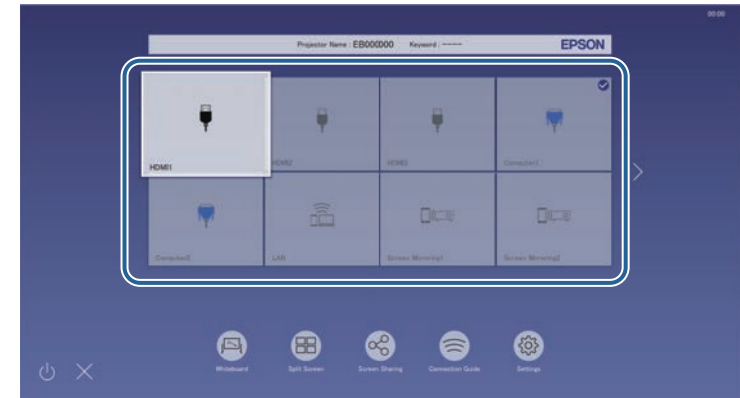 00:00
Projector Name : EB000000 Keyword : ----
EPSON
HDMI1
HDMI2
HDMI3
Computer1
Computer2
LAN
Screen Mirroring1
Screen Mirroring2
Whiteboard
Split Screen
Screen Sharing
Connection Guide
Settings